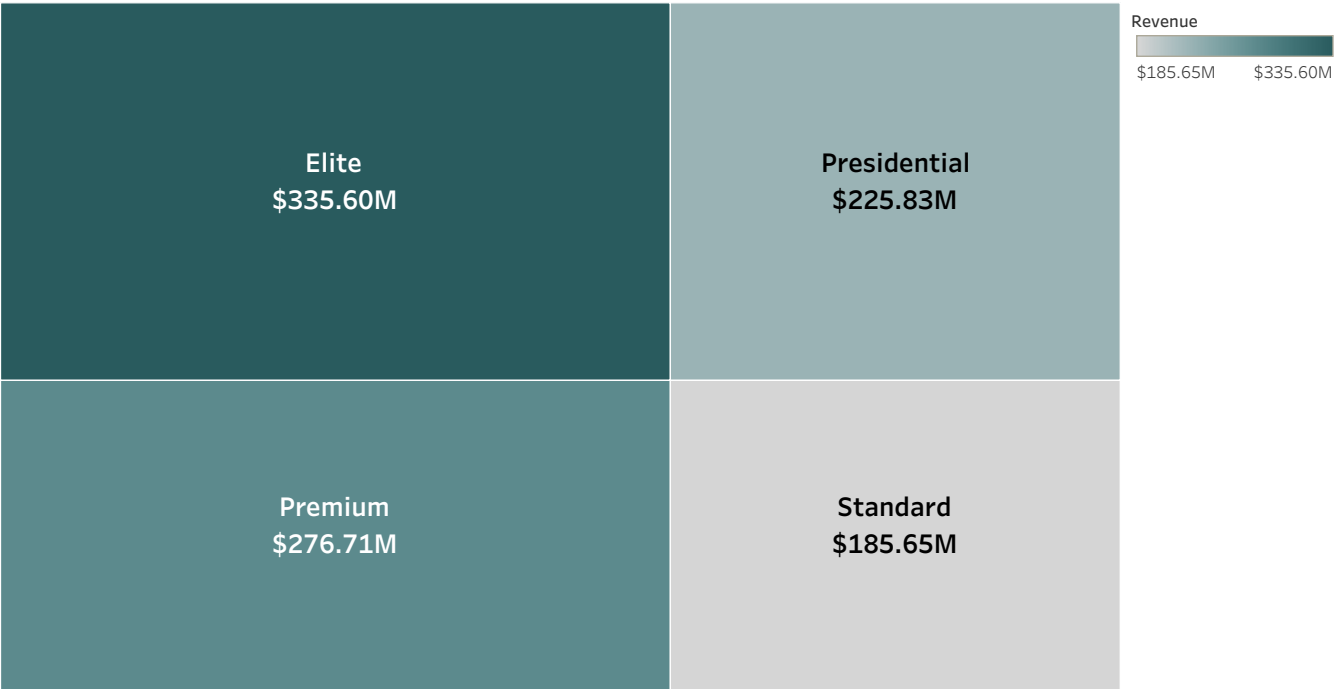 Elite
$335.60M
Presidential
$225.83M
Premium
$276.71M
Standard
$185.65M
Revenue
$185.65M $335.60M